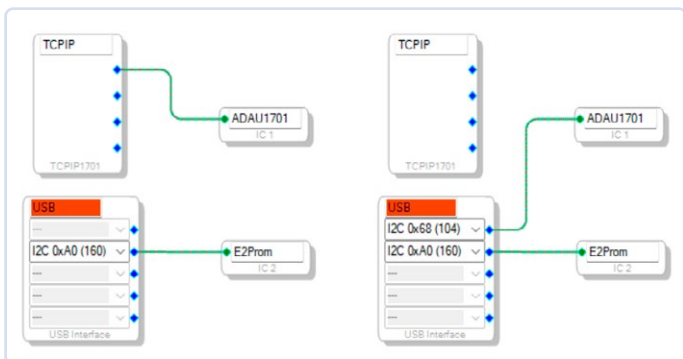 TCPIP
ADAU1701
IC 1
TCPIP1701
USB
---
I2C 0xA0 (160)
E2Prom
IC 2
---
---
---
USB Interface
TCPIP
ADAU1701
IC 1
TCPIP1701
USB
I2C 0x68 (104)
I2C 0xA0 (160)
E2Prom
IC 2
---
---
---
USB Interface